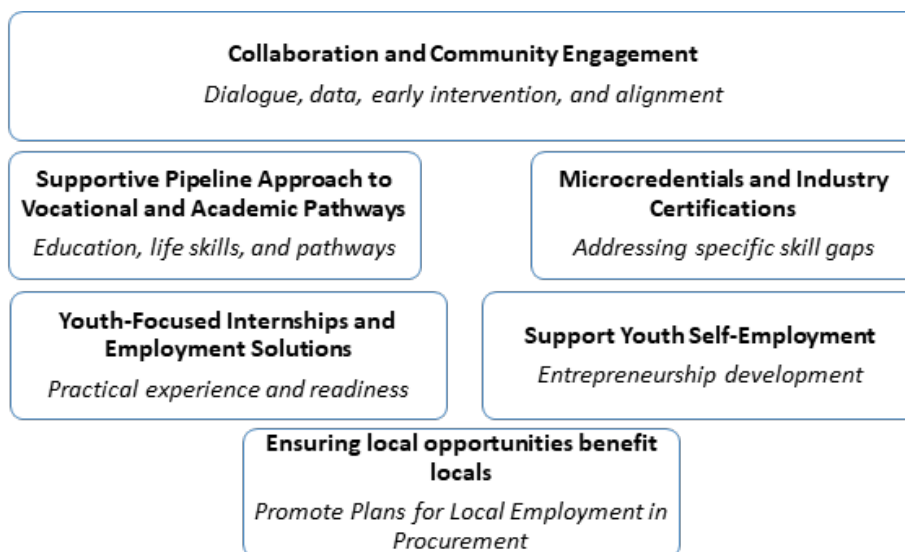 Collaboration and Community Engagement
Dialogue, data, early intervention, and alignment
Supportive Pipeline Approach to
Vocational and Academic Pathways
Education, life skills, and pathways
Microcredentials and Industry
Certifications
Addressing specific skill gaps
Youth-Focused Internships and
Employment Solutions
Practical experience and readiness
Support Youth Self-Employment
Entrepreneurship development
Ensuring local opportunities benefit
locals
Promote Plans for Local Employment in
Procurement